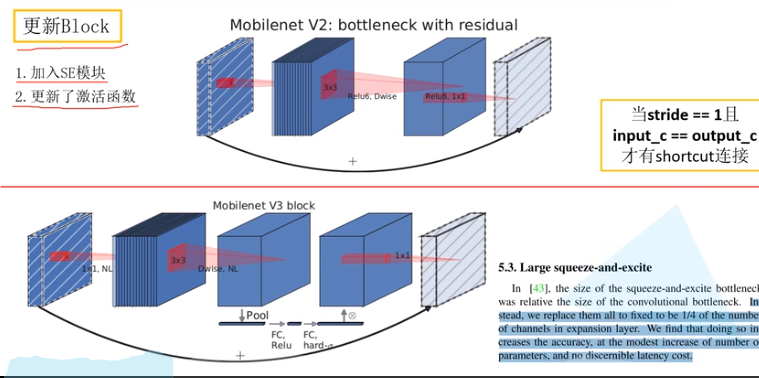 更新Block
1. 加入SE模块
2. 更新了激活函数
Mobilenet V2: bottleneck with residual
3x3
Relu6, Dwise
Relu6, 1x1
+
当stride == 1且
input_c == output_c
才有shortcut连接
Mobilenet V3 block
1x1, NL
3x3
Dwise, NL
1x1
Pool
FC,
Relu
FC,
hard-σ
⊗
+
5.3. Large squeeze-and-excite
In [43], the size of the squeeze-and-excite bottleneck
was relative the size of the convolutional bottleneck. In-
stead, we replace them all to fixed to be 1/4 of the number
of channels in expansion layer. We find that doing so in-
creases the accuracy, at the modest increase of number of
parameters, and no discernible latency cost.